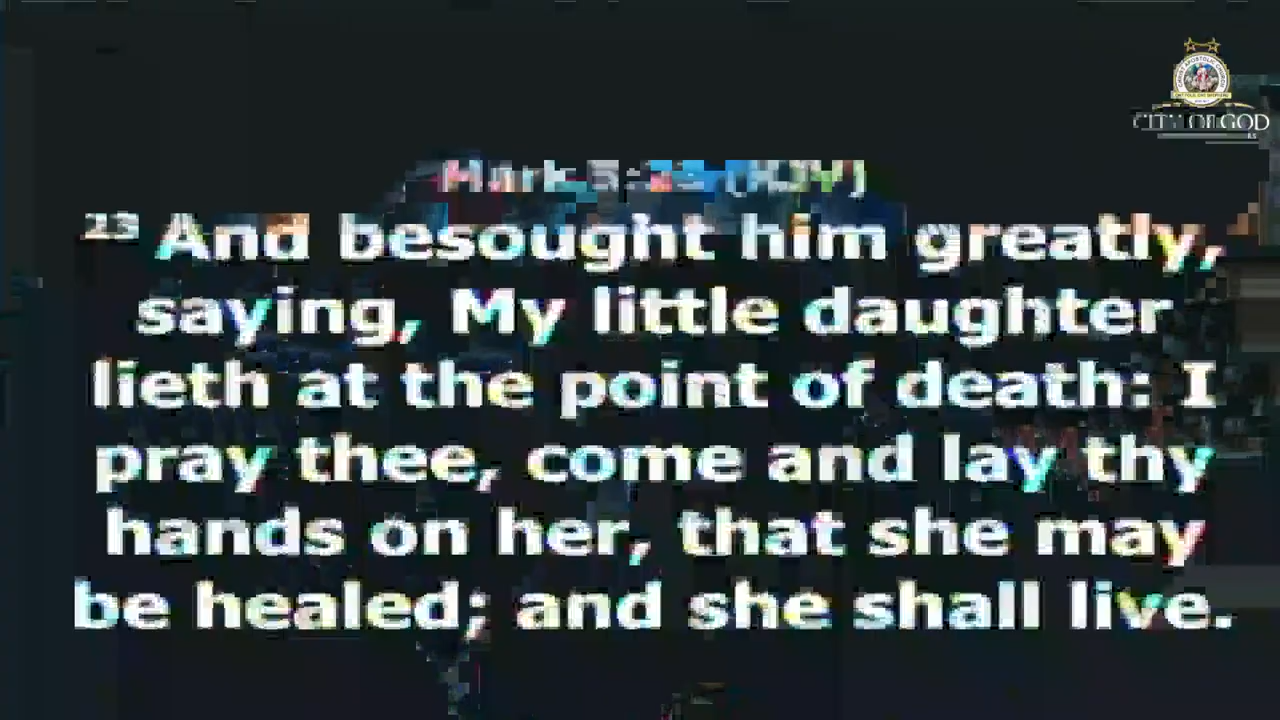 CITY OF GOD
Mark 5:23 (KJV)
23 And besought him greatly,
saying, My little daughter
lieth at the point of death: I
pray thee, come and lay thy
hands on her, that she may
be healed; and she shall live.